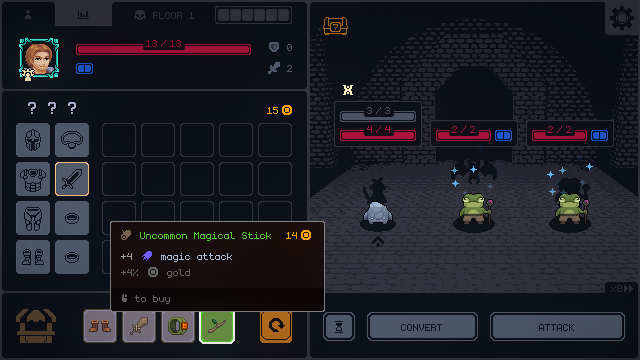 FLOOR 1
13/13
0
2
? ? ?
15
3/3
4/4
2/2
2/2
Uncommon Magical Stick 14
+4 magic attack
+4% gold
to buy
x8
CONVERT
ATTACK